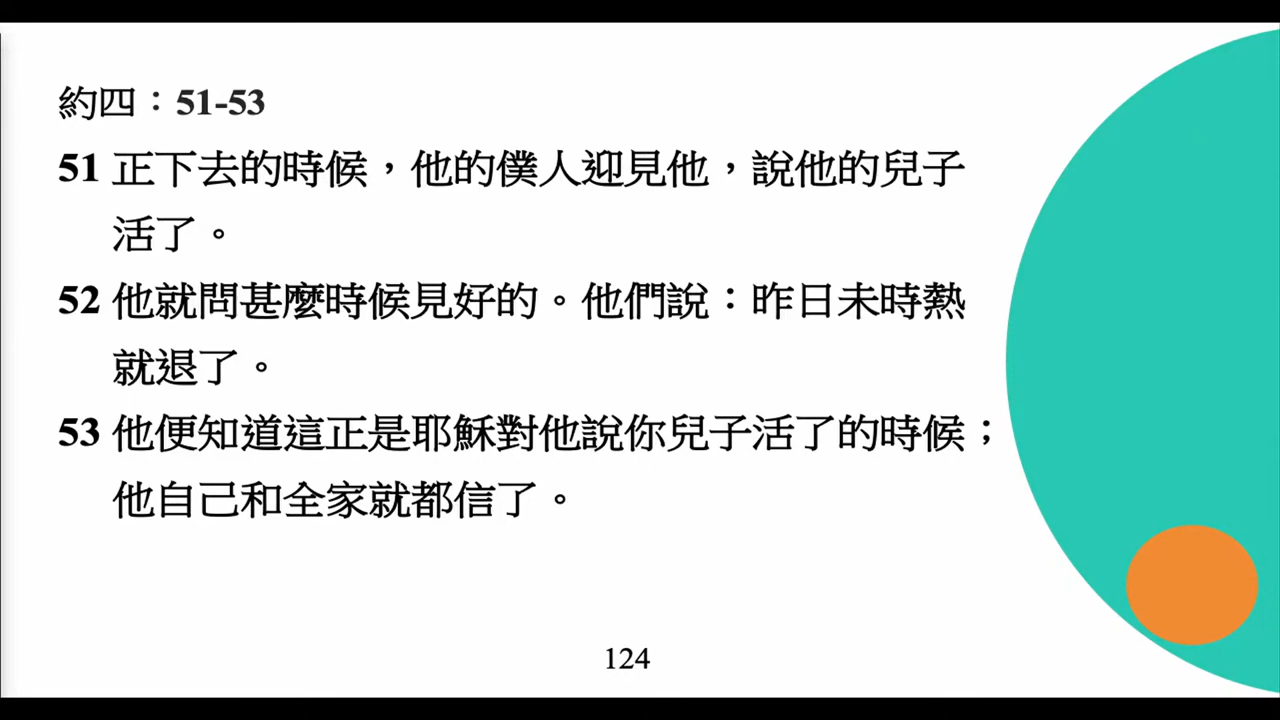 約四：51-53
51 正下去的時候，他的僕人迎見他，說他的兒子
活了。
52 他就問甚麼時候見好的。他們說：昨日未時熱
就退了。
53 他便知道這正是耶穌對他說你兒子活了的時候；
他自己和全家就都信了。
124